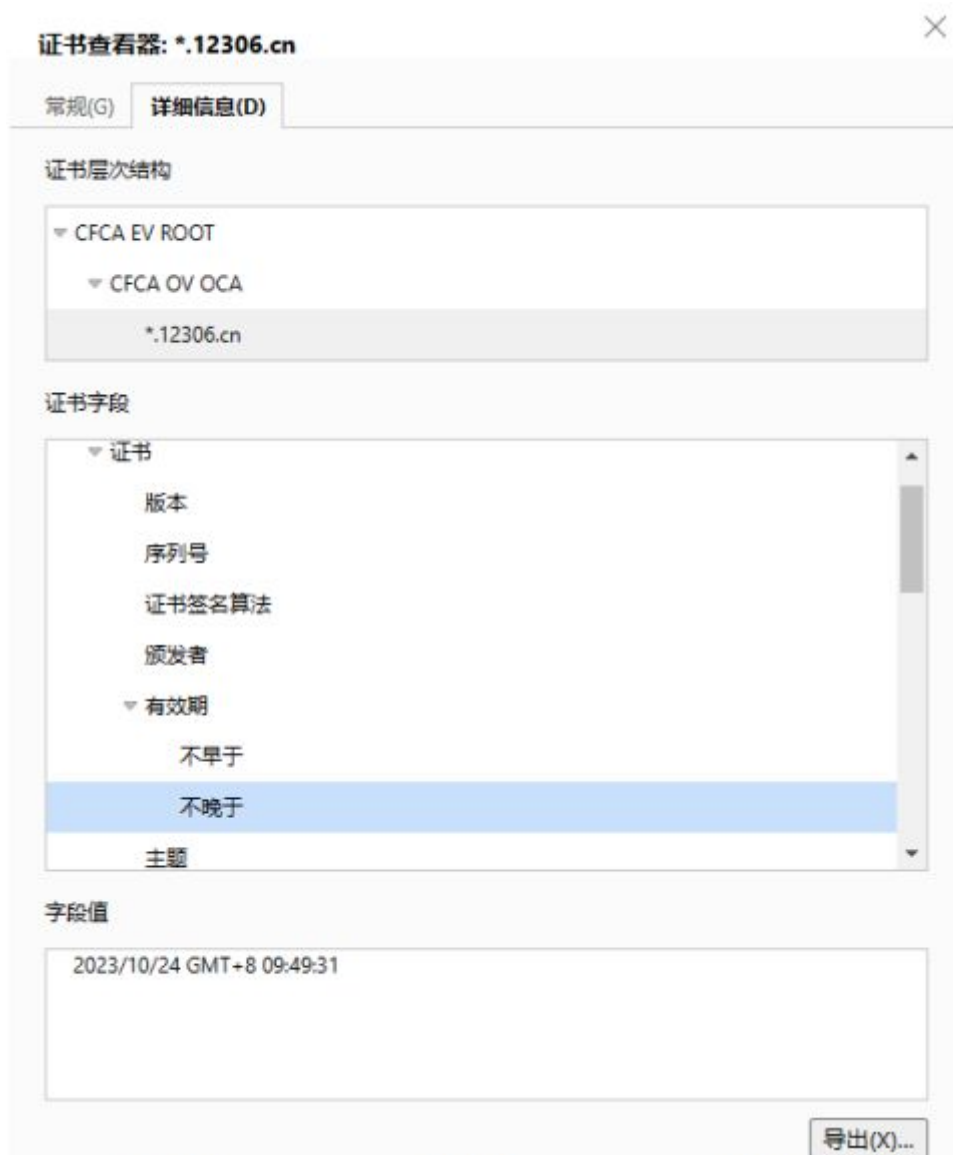 证书查看器: *.12306.cn
常规(G) 详细信息(D)
证书层次结构
CFCA EV ROOT
CFCA OV OCA
*.12306.cn
证书字段
证书
版本
序列号
证书签名算法
颁发者
有效期
不早于
不晚于
主题
字段值
2023/10/24 GMT+8 09:49:31
导出(X)...